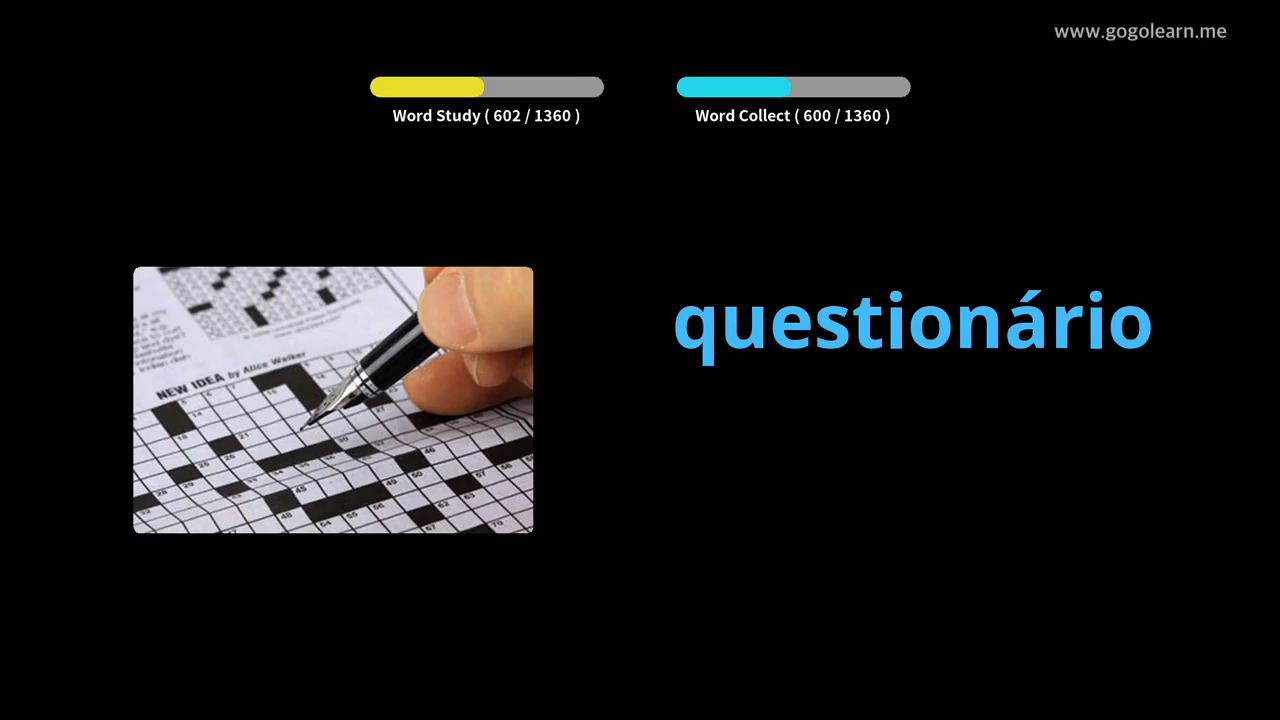 www.gogolearn.me
Word Study ( 602 / 1360 )
Word Collect ( 600 / 1360 )
questionário
NEW IDEA by Alice Walker